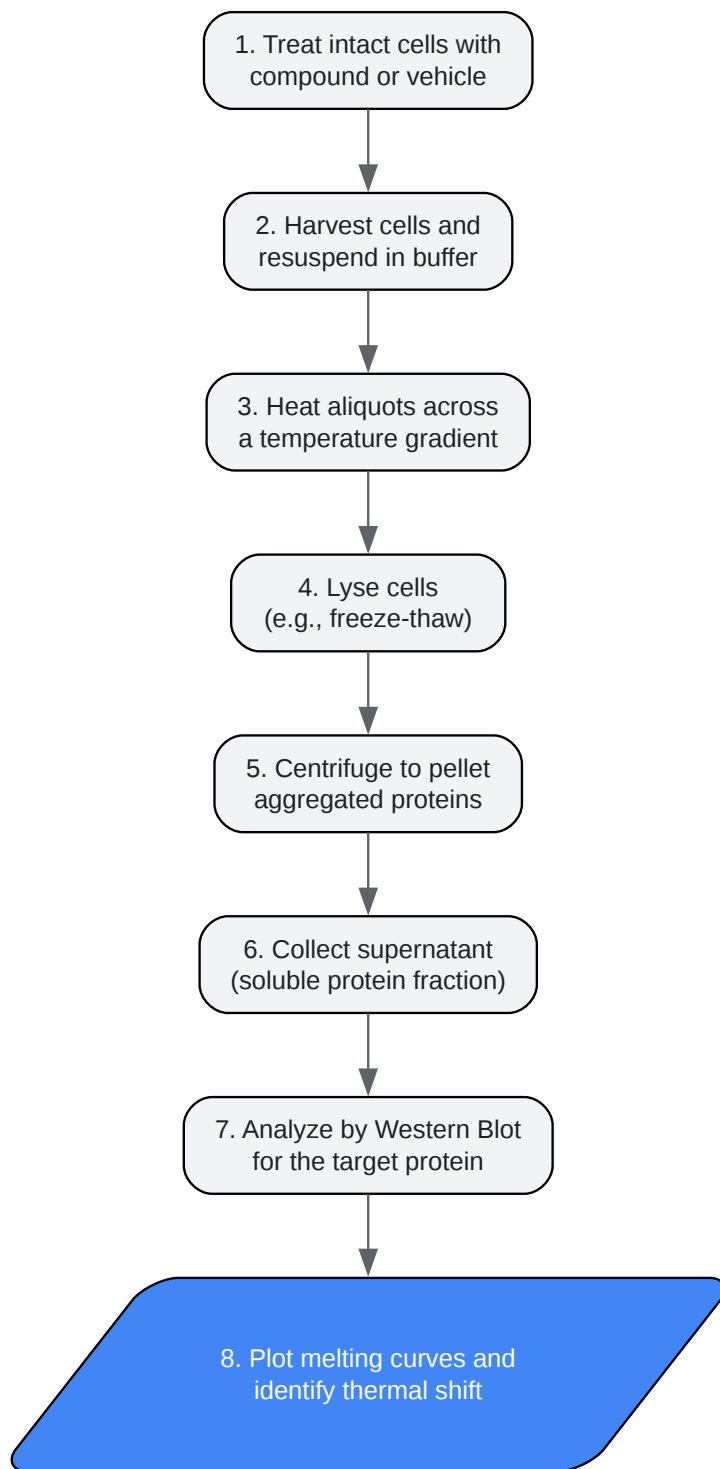 1. Treat intact cells with
compound or vehicle
2. Harvest cells and
resuspend in buffer
3. Heat aliquots across
a temperature gradient
4. Lyse cells
(e.g., freeze-thaw)
5. Centrifuge to pellet
aggregated proteins
6. Collect supernatant
(soluble protein fraction)
7. Analyze by Western Blot
for the target protein
8. Plot melting curves and
identify thermal shift